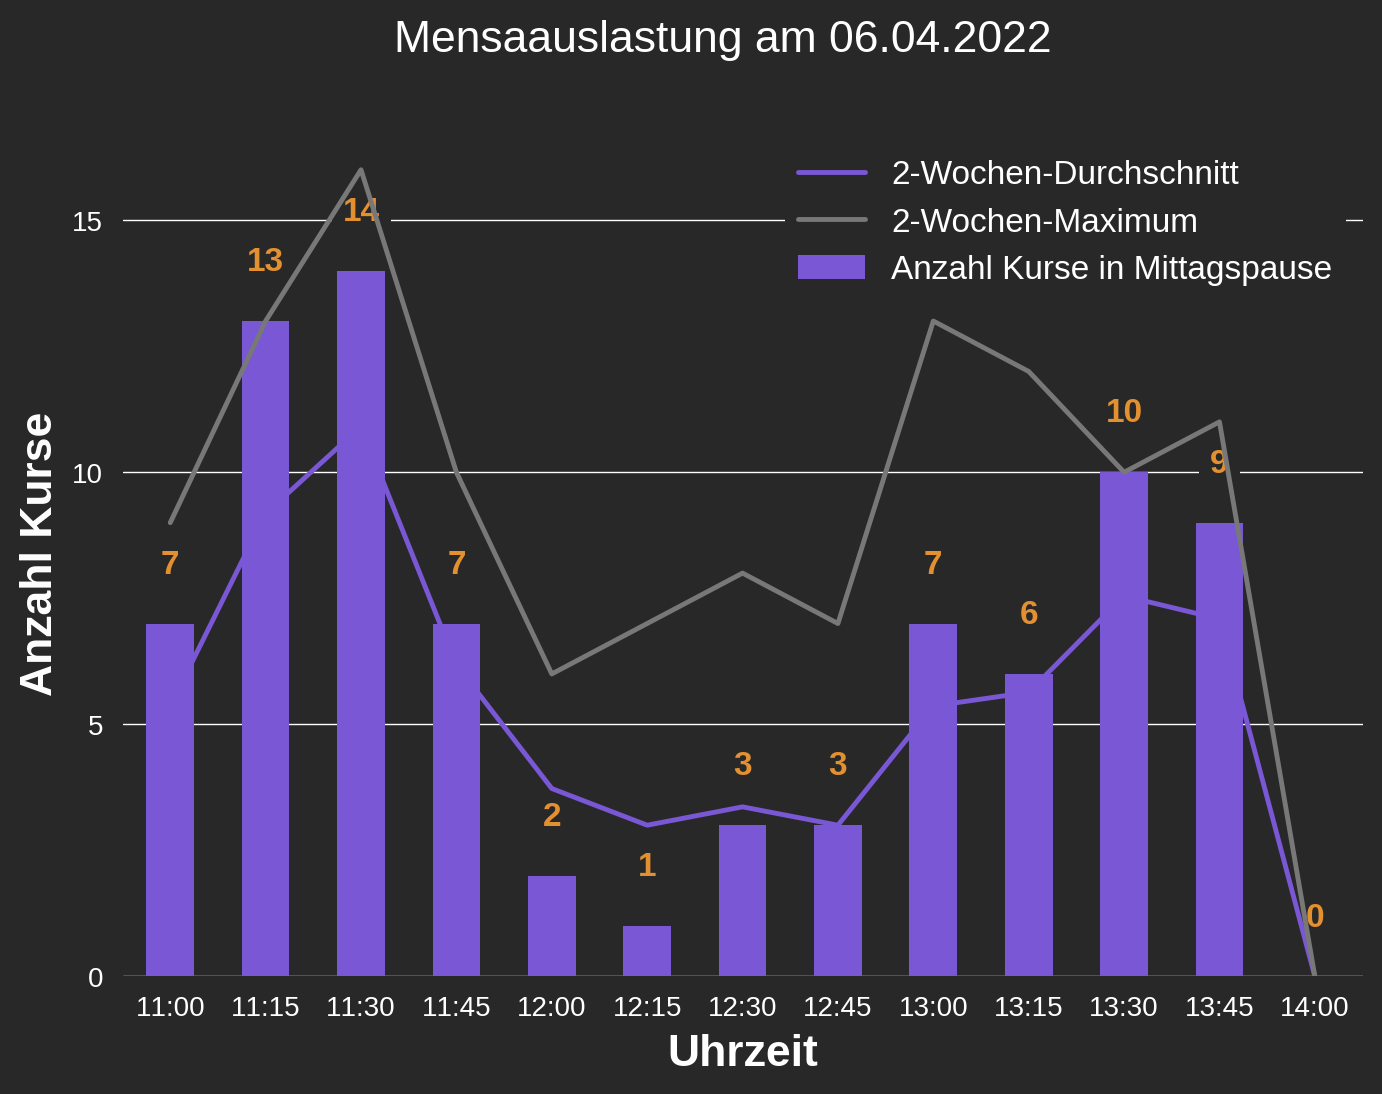 Mensaauslastung am 06.04.2022
2-Wochen-Durchschnitt
2-Wochen-Maximum
Anzahl Kurse in Mittagspause
Anzahl Kurse
15
10
5
0
7
13
14
7
2
1
3
3
7
6
10
9
0
11:00 11:15 11:30 11:45 12:00 12:15 12:30 12:45 13:00 13:15 13:30 13:45 14:00
Uhrzeit